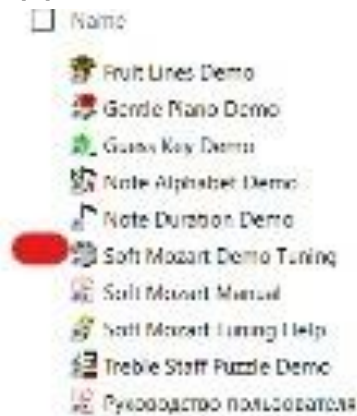 Name
Fruit Lines Demo
Gentle Piano Demo
Guess Key Demo
Note Alphabet Demo
Note Duration Demo
Soft Mozart Demo Tuning
Soft Mozart Manual
Soft Mozart Tuning Help
Treble Staff Puzzle Demo
Руководство пользователя